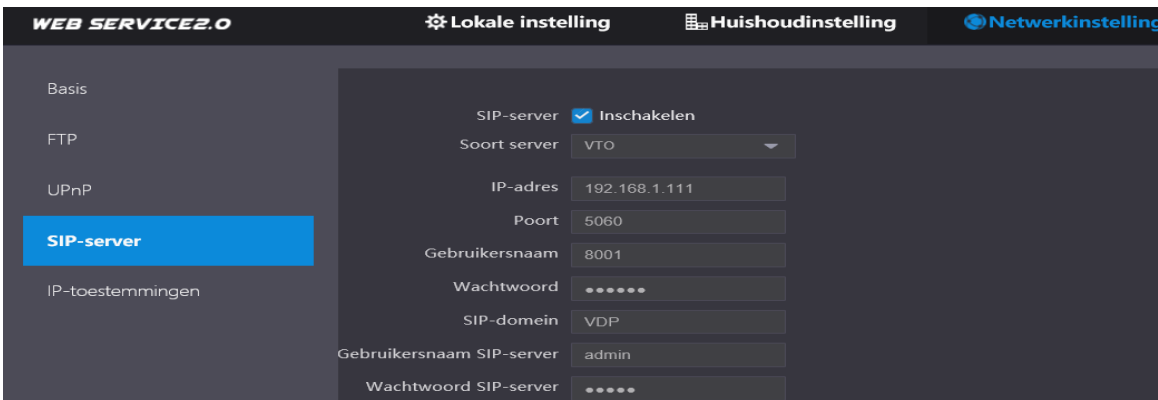 WEB SERVICE2.0 Lokale instelling Huishoudinstelling Netwerkinstelling
Basis
FTP
UPnP
SIP-server
IP-toestemmingen
SIP-server Inschakelen
Soort server VTO
IP-adres 192.168.1.111
Poort 5060
Gebruikersnaam 8001
Wachtwoord ••••••
SIP-domein VDP
Gebruikersnaam SIP-server admin
Wachtwoord SIP-server •••••